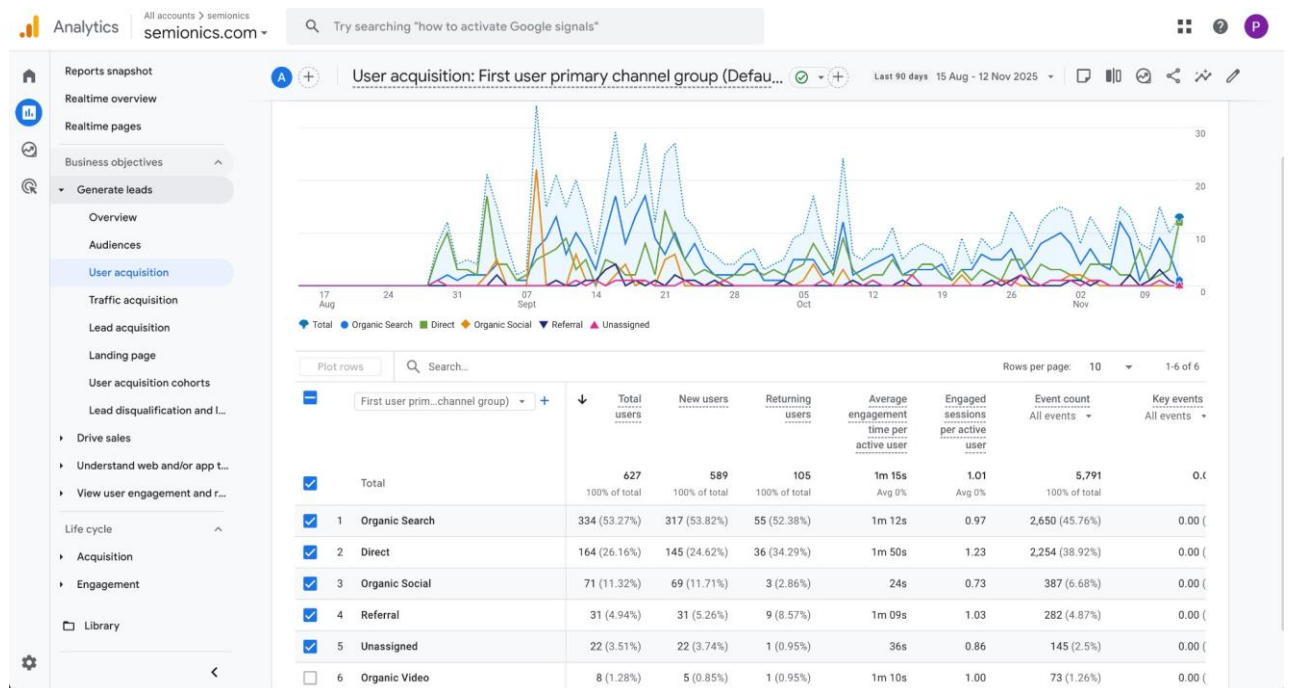 Analytics
All accounts > semionics
semionics.com
Try searching "how to activate Google signals"
P
Reports snapshot
Realtime overview
Realtime pages
Business objectives
Generate leads
Overview
Audiences
User acquisition
Traffic acquisition
Lead acquisition
Landing page
User acquisition cohorts
Lead disqualification and l...
Drive sales
Understand web and/or app t...
View user engagement and r...
Life cycle
Acquisition
Engagement
Library
A
User acquisition: First user primary channel group (Defau...
Last 90 days 15 Aug - 12 Nov 2025
30
20
10
0
17 24 31 07 14 21 28 05 12 19 26 02 09
Aug Sept Oct Nov
Total Organic Search Direct Organic Social Referral Unassigned
Plot rows
Search...
Rows per page: 10
1-6 of 6
First user prim...channel group)
Total users
New users
Returning users
Average engagement time per active user
Engaged sessions per active user
Event count
All events
Key events
All events
Total 627 589 105 1m 15s 1.01 5,791 0.0
100% of total 100% of total 100% of total Avg 0% Avg 0% 100% of total
1 Organic Search 334 (53.27%) 317 (53.82%) 55 (52.38%) 1m 12s 0.97 2,650 (45.76%) 0.00 (
2 Direct 164 (26.16%) 145 (24.62%) 36 (34.29%) 1m 50s 1.23 2,254 (38.92%) 0.00 (
3 Organic Social 71 (11.32%) 69 (11.71%) 3 (2.86%) 24s 0.73 387 (6.68%) 0.00 (
4 Referral 31 (4.94%) 31 (5.26%) 9 (8.57%) 1m 09s 1.03 282 (4.87%) 0.00 (
5 Unassigned 22 (3.51%) 22 (3.74%) 1 (0.95%) 36s 0.86 145 (2.5%) 0.00 (
6 Organic Video 8 (1.28%) 5 (0.85%) 1 (0.95%) 1m 10s 1.00 73 (1.26%) 0.00 (